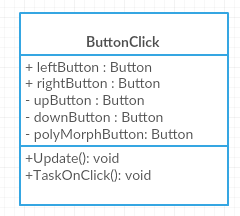 ButtonClick
+ leftButton : Button
+ rightButton : Button
- upButton : Button
- downButton : Button
- polyMorphButton: Button
+Update(): void
+TaskOnClick(): void